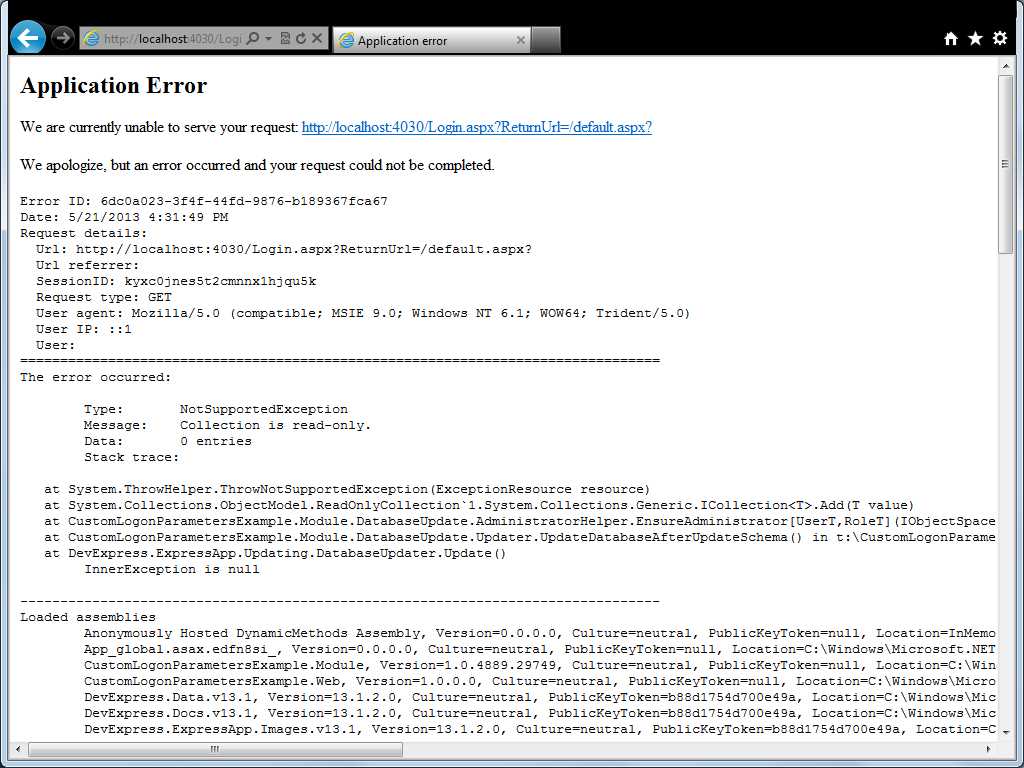 http://localhost:4030/Logi
Application error
Application Error
We are currently unable to serve your request: http://localhost:4030/Login.aspx?ReturnUrl=/default.aspx?
We apologize, but an error occurred and your request could not be completed.
Error ID: 6dc0a023-3f4f-44fd-9876-b189367fca67
Date: 5/21/2013 4:31:49 PM
Request details:
Url: http://localhost:4030/Login.aspx?ReturnUrl=/default.aspx?
Url referrer:
SessionID: kyxc0jnes5t2cmnnx1hjqu5k
Request type: GET
User agent: Mozilla/5.0 (compatible; MSIE 9.0; Windows NT 6.1; WOW64; Trident/5.0)
User IP: ::1
User:
================================================================================
The error occurred:
Type: NotSupportedException
Message: Collection is read-only.
Data: 0 entries
Stack trace:
at System.ThrowHelper.ThrowNotSupportedException(ExceptionResource resource)
at System.Collections.ObjectModel.ReadOnlyCollection`1.System.Collections.Generic.ICollection<T>.Add(T value)
at CustomLogonParametersExample.Module.DatabaseUpdate.AdministratorHelper.EnsureAdministrator[UserT,RoleT](IObjectSpace
at CustomLogonParametersExample.Module.DatabaseUpdate.Updater.UpdateDatabaseAfterUpdateSchema() in t:\CustomLogonParame
at DevExpress.ExpressApp.Updating.DatabaseUpdater.Update()
InnerException is null
--------------------------------------------------------------------------------
Loaded assemblies
Anonymously Hosted DynamicMethods Assembly, Version=0.0.0.0, Culture=neutral, PublicKeyToken=null, Location=InMemo
App_global.asax.edfn8si_, Version=0.0.0.0, Culture=neutral, PublicKeyToken=null, Location=C:\Windows\Microsoft.NET
CustomLogonParametersExample.Module, Version=1.0.4889.29749, Culture=neutral, PublicKeyToken=null, Location=C:\Win
CustomLogonParametersExample.Web, Version=1.0.0.0, Culture=neutral, PublicKeyToken=null, Location=C:\Windows\Micro
DevExpress.Data.v13.1, Version=13.1.2.0, Culture=neutral, PublicKeyToken=b88d1754d700e49a, Location=C:\Windows\Mic
DevExpress.Docs.v13.1, Version=13.1.2.0, Culture=neutral, PublicKeyToken=b88d1754d700e49a, Location=C:\Windows\Mic
DevExpress.ExpressApp.Images.v13.1, Version=13.1.2.0, Culture=neutral, PublicKeyToken=b88d1754d700e49a, Location=C